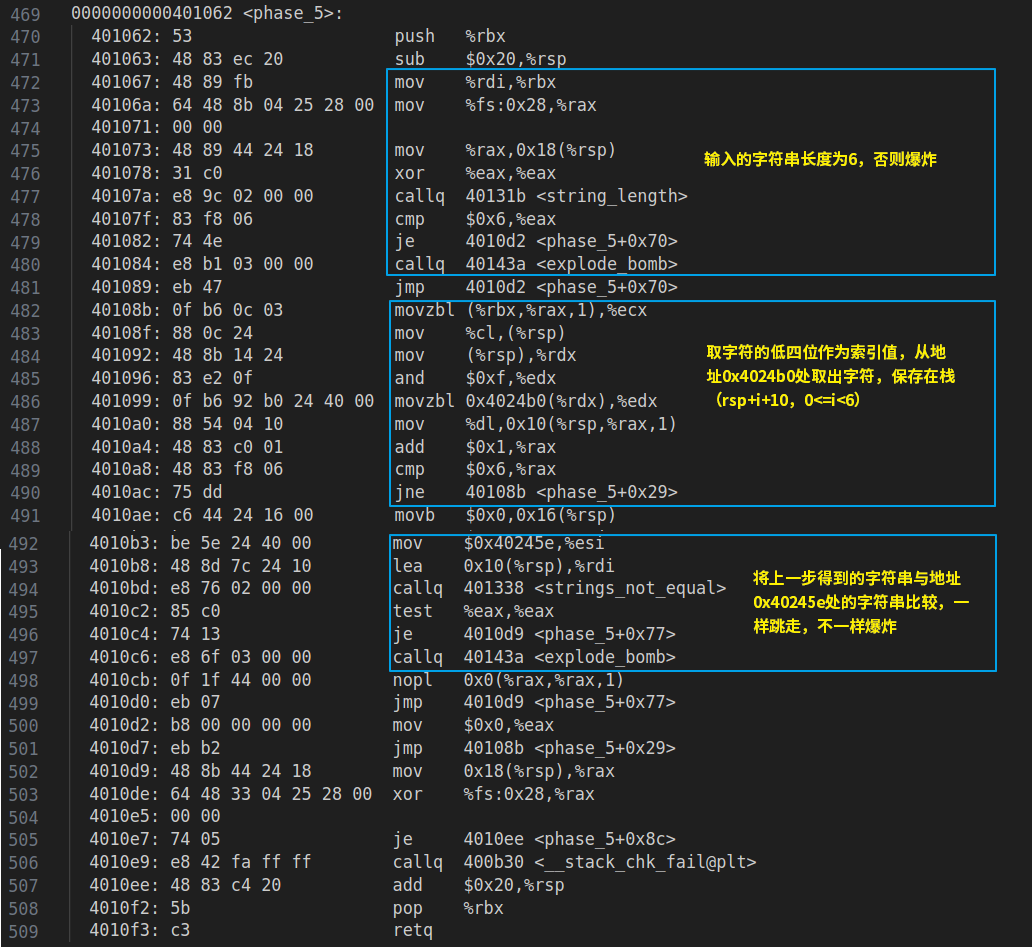 469 0000000000401062 <phase_5>:
470 401062: 53 push %rbx
471 401063: 48 83 ec 20 sub $0x20,%rsp
472 401067: 48 89 fb mov %rdi,%rbx
473 40106a: 64 48 8b 04 25 28 00 mov %fs:0x28,%rax
474 401071: 00 00
475 401073: 48 89 44 24 18 mov %rax,0x18(%rsp)
输入的字符串长度为6，否则爆炸
476 401078: 31 c0 xor %eax,%eax
477 40107a: e8 9c 02 00 00 callq 40131b <string_length>
478 40107f: 83 f8 06 cmp $0x6,%eax
479 401082: 74 4e je 4010d2 <phase_5+0x70>
480 401084: e8 b1 03 00 00 callq 40143a <explode_bomb>
481 401089: eb 47 jmp 4010d2 <phase_5+0x70>
482 40108b: 0f b6 0c 03 movzbl (%rbx,%rax,1),%ecx
483 40108f: 88 0c 24 mov %cl,(%rsp)
484 401092: 48 8b 14 24 mov (%rsp),%rdx
485 401096: 83 e2 0f and $0xf,%edx
486 401099: 0f b6 92 b0 24 40 00 movzbl 0x4024b0(%rdx),%edx
取字符的低四位作为索引值，从地
址0x4024b0处取出字符，保存在栈
（rsp+i+10，0<=i<6）
487 4010a0: 88 54 04 10 mov %dl,0x10(%rsp,%rax,1)
488 4010a4: 48 83 c0 01 add $0x1,%rax
489 4010a8: 48 83 f8 06 cmp $0x6,%rax
490 4010ac: 75 dd jne 40108b <phase_5+0x29>
491 4010ae: c6 44 24 16 00 movb $0x0,0x16(%rsp)
492 4010b3: be 5e 24 40 00 mov $0x40245e,%esi
493 4010b8: 48 8d 7c 24 10 lea 0x10(%rsp),%rdi
494 4010bd: e8 76 02 00 00 callq 401338 <strings_not_equal>
495 4010c2: 85 c0 test %eax,%eax
496 4010c4: 74 13 je 4010d9 <phase_5+0x77>
将上一步得到的字符串与地址
0x40245e处的字符串比较，一
样跳走，不一样爆炸
497 4010c6: e8 6f 03 00 00 callq 40143a <explode_bomb>
498 4010cb: 0f 1f 44 00 00 nopl 0x0(%rax,%rax,1)
499 4010d0: eb 07 jmp 4010d9 <phase_5+0x77>
500 4010d2: b8 00 00 00 00 mov $0x0,%eax
501 4010d7: eb b2 jmp 40108b <phase_5+0x29>
502 4010d9: 48 8b 44 24 18 mov 0x18(%rsp),%rax
503 4010de: 64 48 33 04 25 28 00 xor %fs:0x28,%rax
504 4010e5: 00 00
505 4010e7: 74 05 je 4010ee <phase_5+0x8c>
506 4010e9: e8 42 fa ff ff callq 400b30 <__stack_chk_fail@plt>
507 4010ee: 48 83 c4 20 add $0x20,%rsp
508 4010f2: 5b pop %rbx
509 4010f3: c3 retq